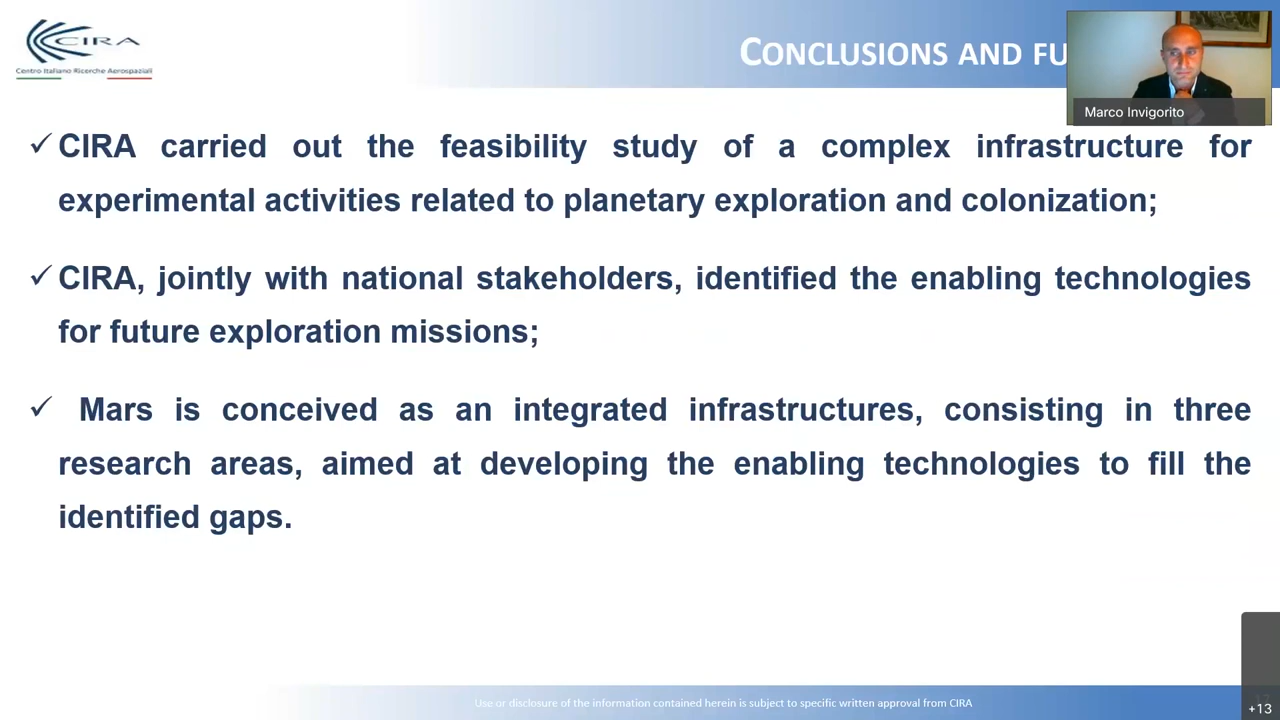 CIRA
Centro Italiano Ricerche Aerospaziali
CONCLUSIONS AND FU
Marco Invigorito
✓ CIRA carried out the feasibility study of a complex infrastructure for
experimental activities related to planetary exploration and colonization;
✓ CIRA, jointly with national stakeholders, identified the enabling technologies
for future exploration missions;
✓ Mars is conceived as an integrated infrastructures, consisting in three
research areas, aimed at developing the enabling technologies to fill the
identified gaps.
Use or disclosure of the information contained herein is subject to specific written approval from CIRA
+13